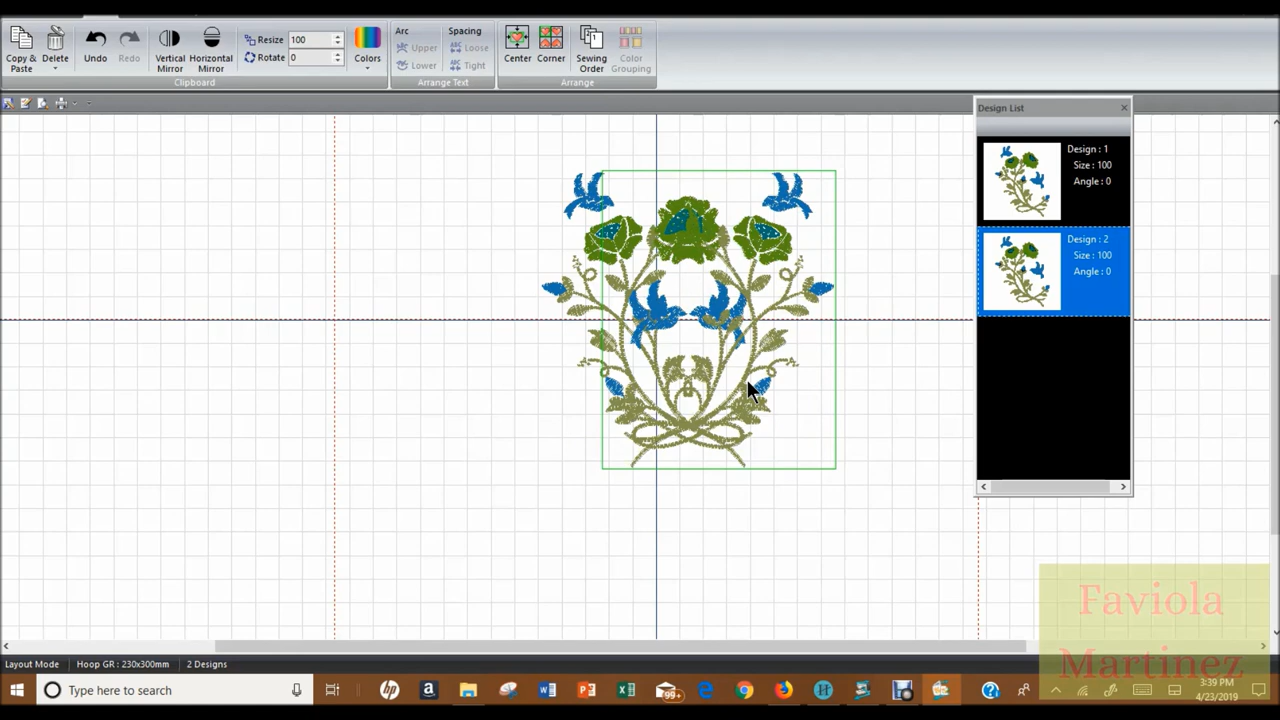 Copy & Paste
Delete
Undo
Redo
Vertical Mirror
Horizontal Mirror
Resize 100
Rotate 0
Colors
Clipboard
Arc
Upper
Lower
Spacing
Loose
Tight
Arrange Text
Center
Corner
Sewing Order
Color Grouping
Arrange
Design List
Design : 1
Size : 100
Angle : 0
Design : 2
Size : 100
Angle : 0
Faviola
Martinez
Layout Mode Hoop GR : 230x300mm 2 Designs
Type here to search
99+
3:39 PM
4/23/2019